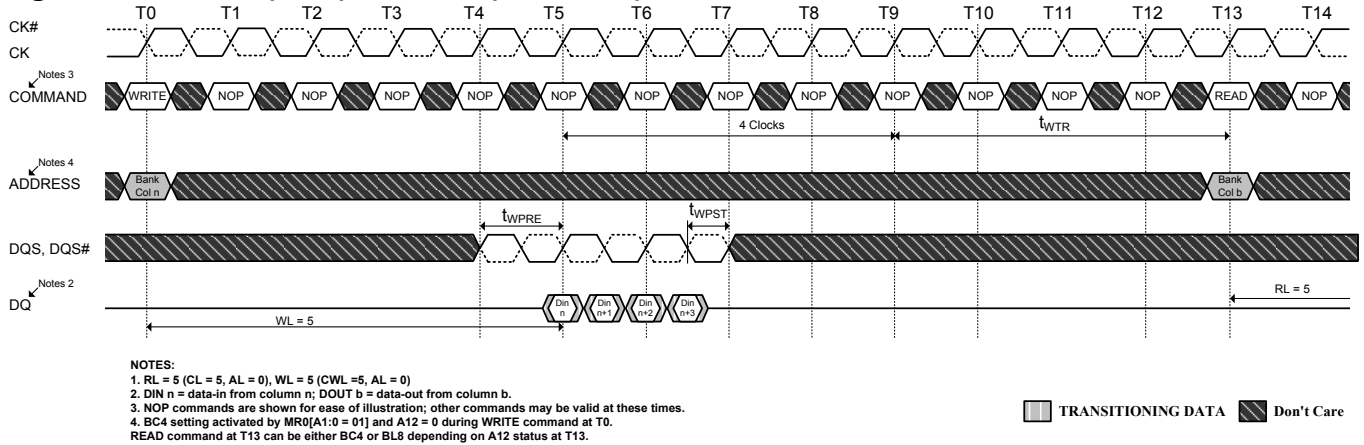 T0 T1 T2 T3 T4 T5 T6 T7 T8 T9 T10 T11 T12 T13 T14
CK#
CK
Notes 3
COMMAND WRITE NOP NOP NOP NOP NOP NOP NOP NOP NOP NOP NOP NOP READ NOP
4 Clocks tWTR
Notes 4
ADDRESS
Bank Col n
Bank Col b
tWPRE tWPST
DQS, DQS#
Notes 2
DQ
Din n
Din n+1
Din n+2
Din n+3
RL = 5
WL = 5
NOTES:
1. RL = 5 (CL = 5, AL = 0), WL = 5 (CWL =5, AL = 0)
2. DIN n = data-in from column n; DOUT b = data-out from column b.
3. NOP commands are shown for ease of illustration; other commands may be valid at these times.
4. BC4 setting activated by MR0[A1:0 = 01] and A12 = 0 during WRITE command at T0.
READ command at T13 can be either BC4 or BL8 depending on A12 status at T13.
TRANSITIONING DATA Don't Care